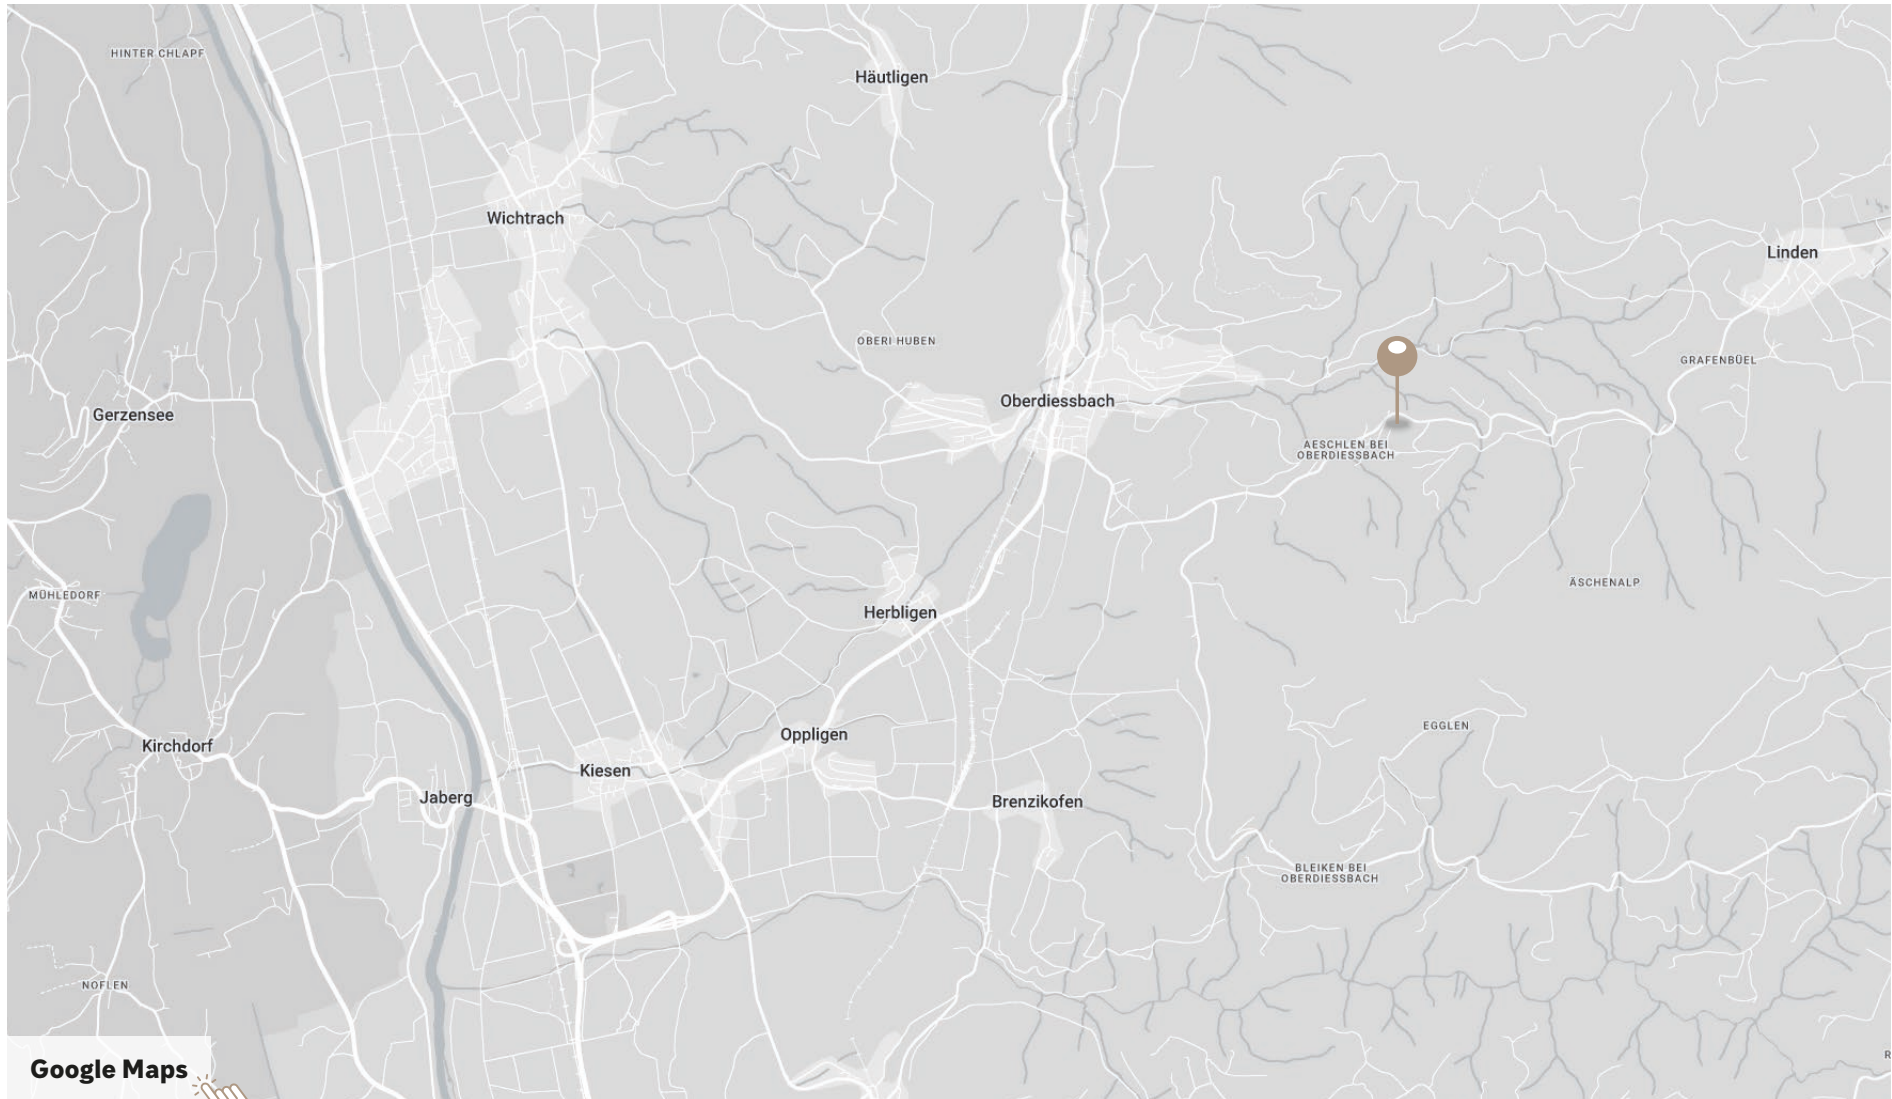 HINTER CHLAPF
Häutligen
Wichtrach
Linden
OBERI HUBEN
GRAFENBÜEL
Oberdiessbach
Gerzensee
AESCHLEN BEI
OBERDIESSBACH
ÄSCHENALP
MÜHLEDORF
Herbligen
EGGLEN
Oppligen
Kirchdorf
Kiesen
Jaberg
Brenzikofen
BLEIKEN BEI
OBERDIESSBACH
NOFLEN
R
Google Maps